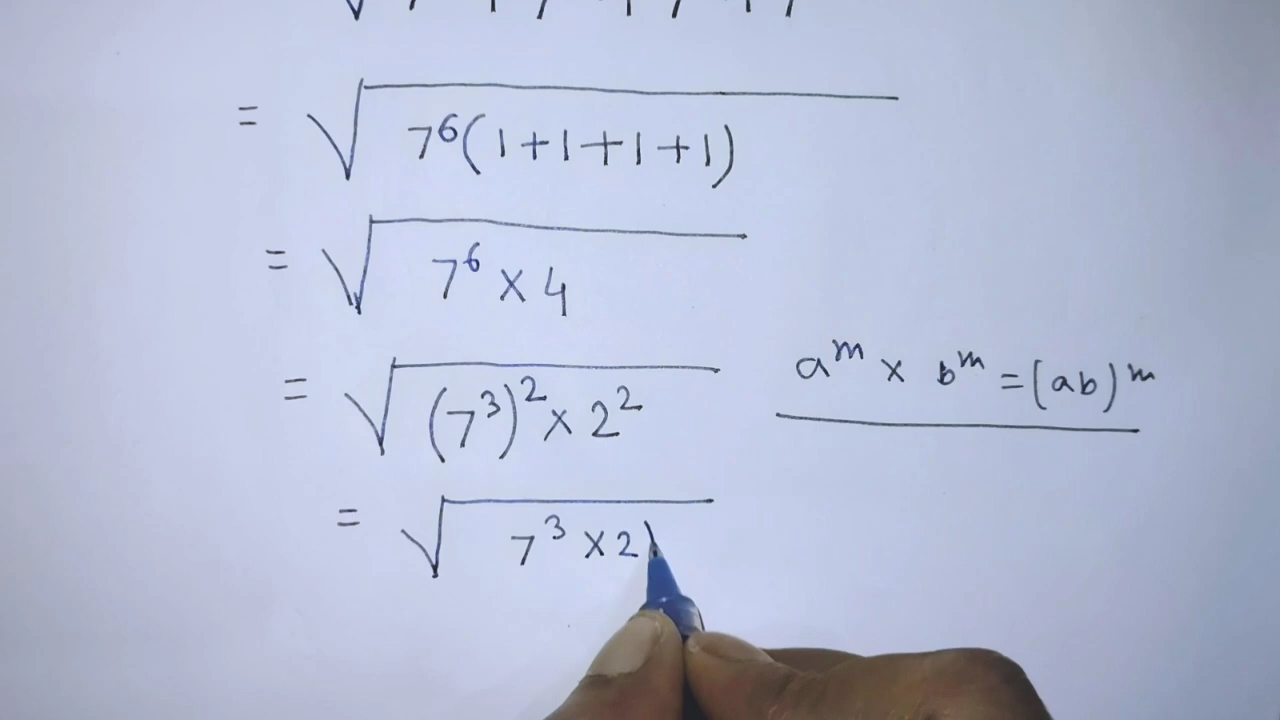 = √7⁶(1+1+1+1)
= √7⁶ × 4
= √(7³)² × 2²
aᵐ × bᵐ = (ab)ᵐ
= √7³ × 2)